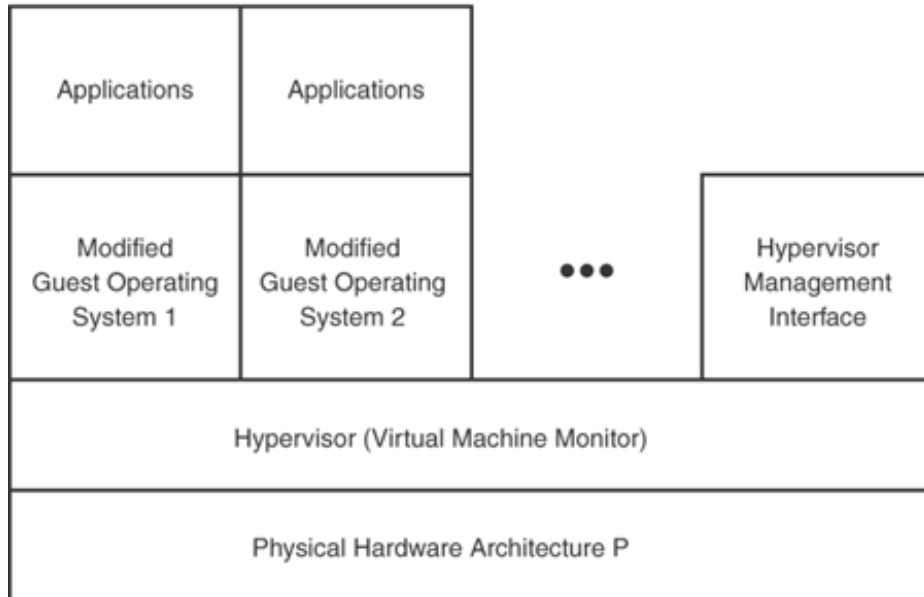 Applications
Applications
Modified
Guest Operating
System 1
Modified
Guest Operating
System 2
Hypervisor
Management
Interface
Hypervisor (Virtual Machine Monitor)
Physical Hardware Architecture P